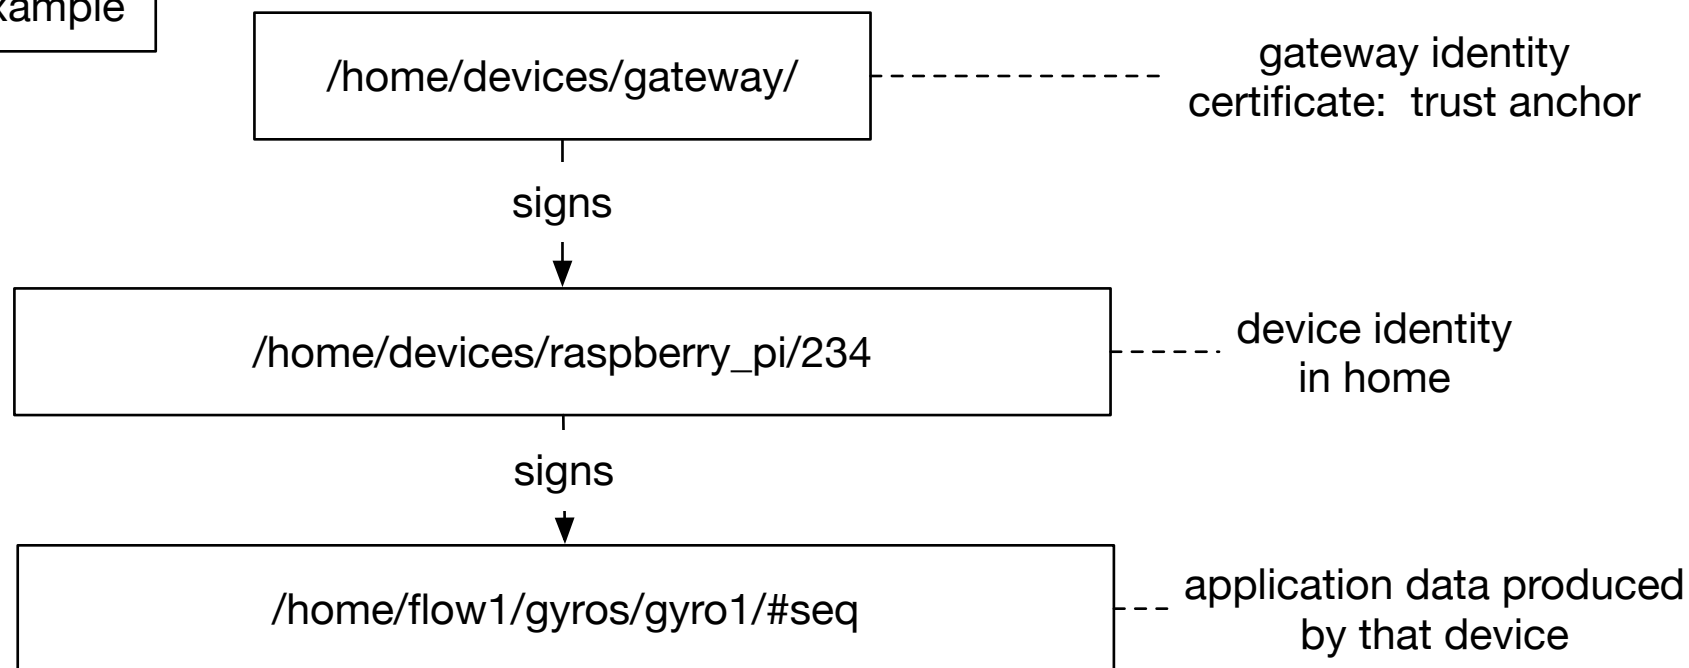 /home/devices/gateway/
gateway identity
certificate: trust anchor
signs
/home/devices/raspberry_pi/234
device identity
in home
signs
/home/flow1/gyros/gyro1/#seq
application data produced
by that device